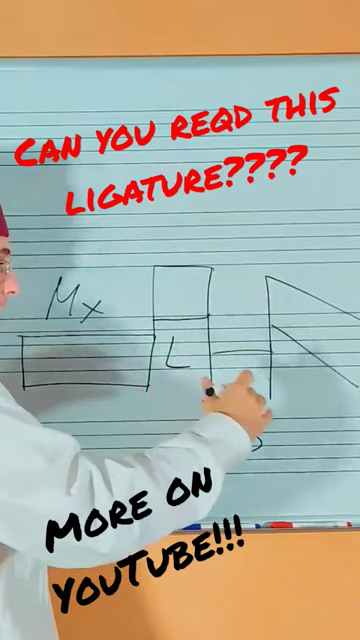 CAN YOU REQD THIS
LIGATURE????
Mx
L
MORE ON
YOUTUBE!!!